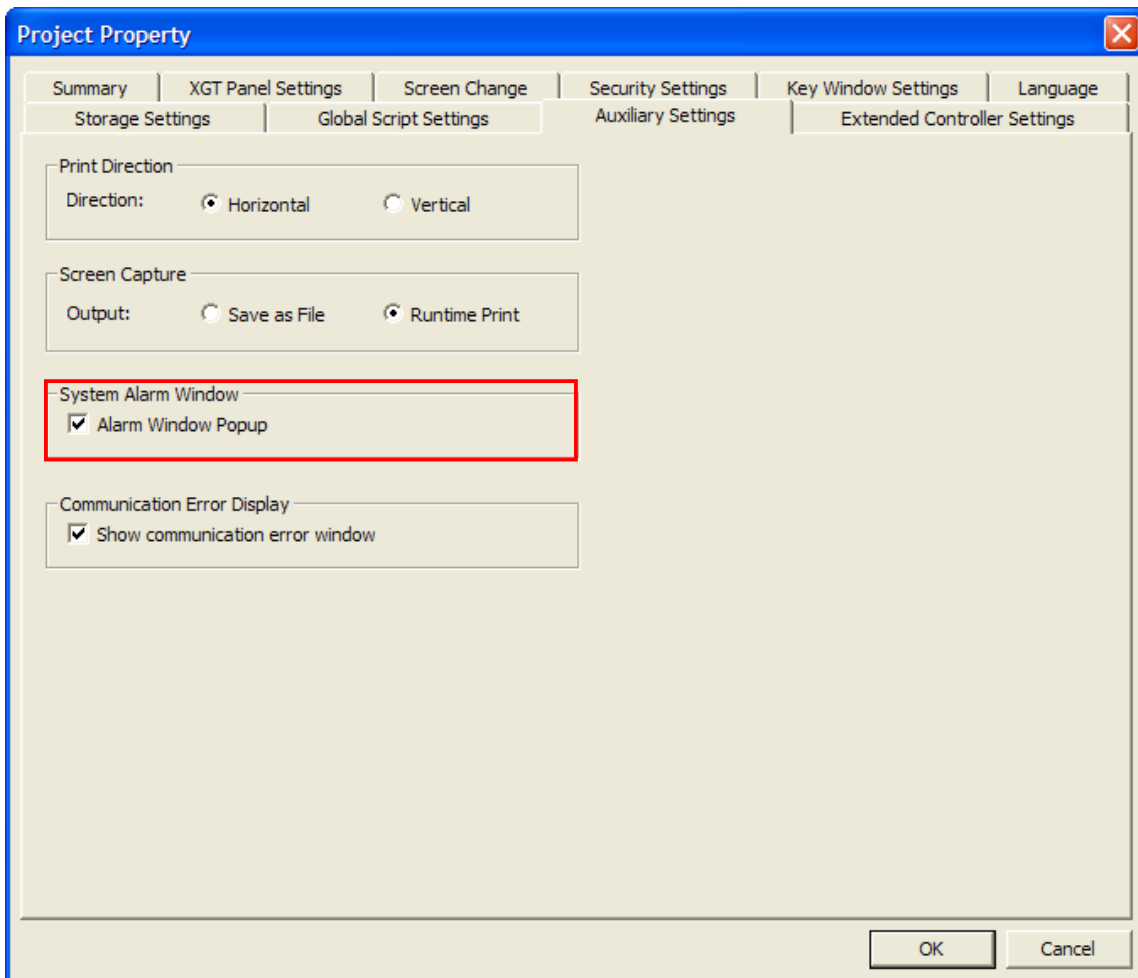 Project Property
Summary XGT Panel Settings Screen Change Security Settings Key Window Settings Language
Storage Settings Global Script Settings Auxiliary Settings Extended Controller Settings
Print Direction
Direction: Horizontal Vertical
Screen Capture
Output: Save as File Runtime Print
System Alarm Window
Alarm Window Popup
Communication Error Display
Show communication error window
OK Cancel